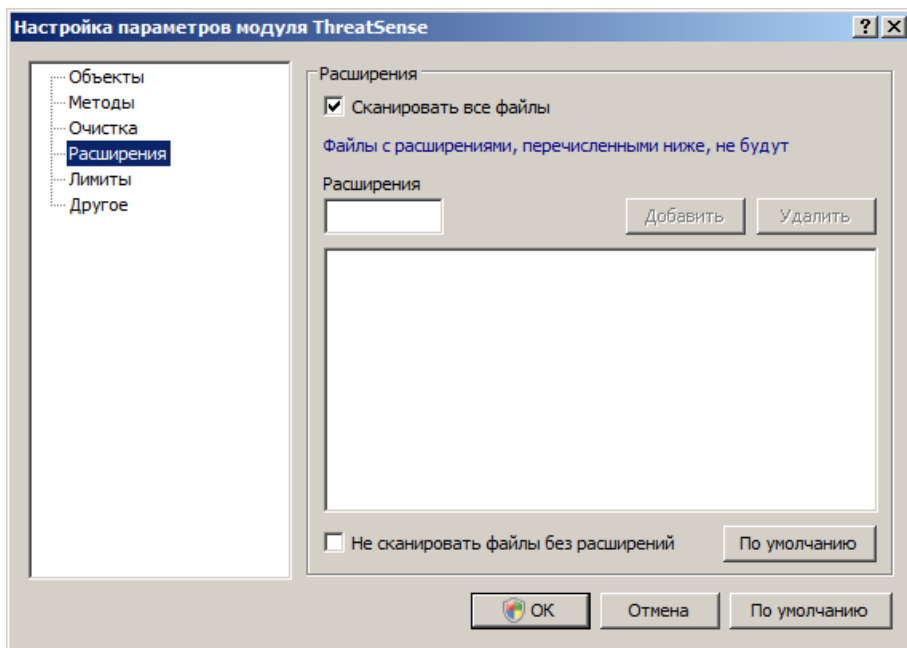 Настройка параметров модуля ThreatSense
Объекты
Методы
Очистка
Расширения
Лимиты
Другое
Расширения
Сканировать все файлы
Файлы с расширениями, перечисленными ниже, не будут
Расширения
Добавить
Удалить
Не сканировать файлы без расширений
По умолчанию
OK
Отмена
По умолчанию